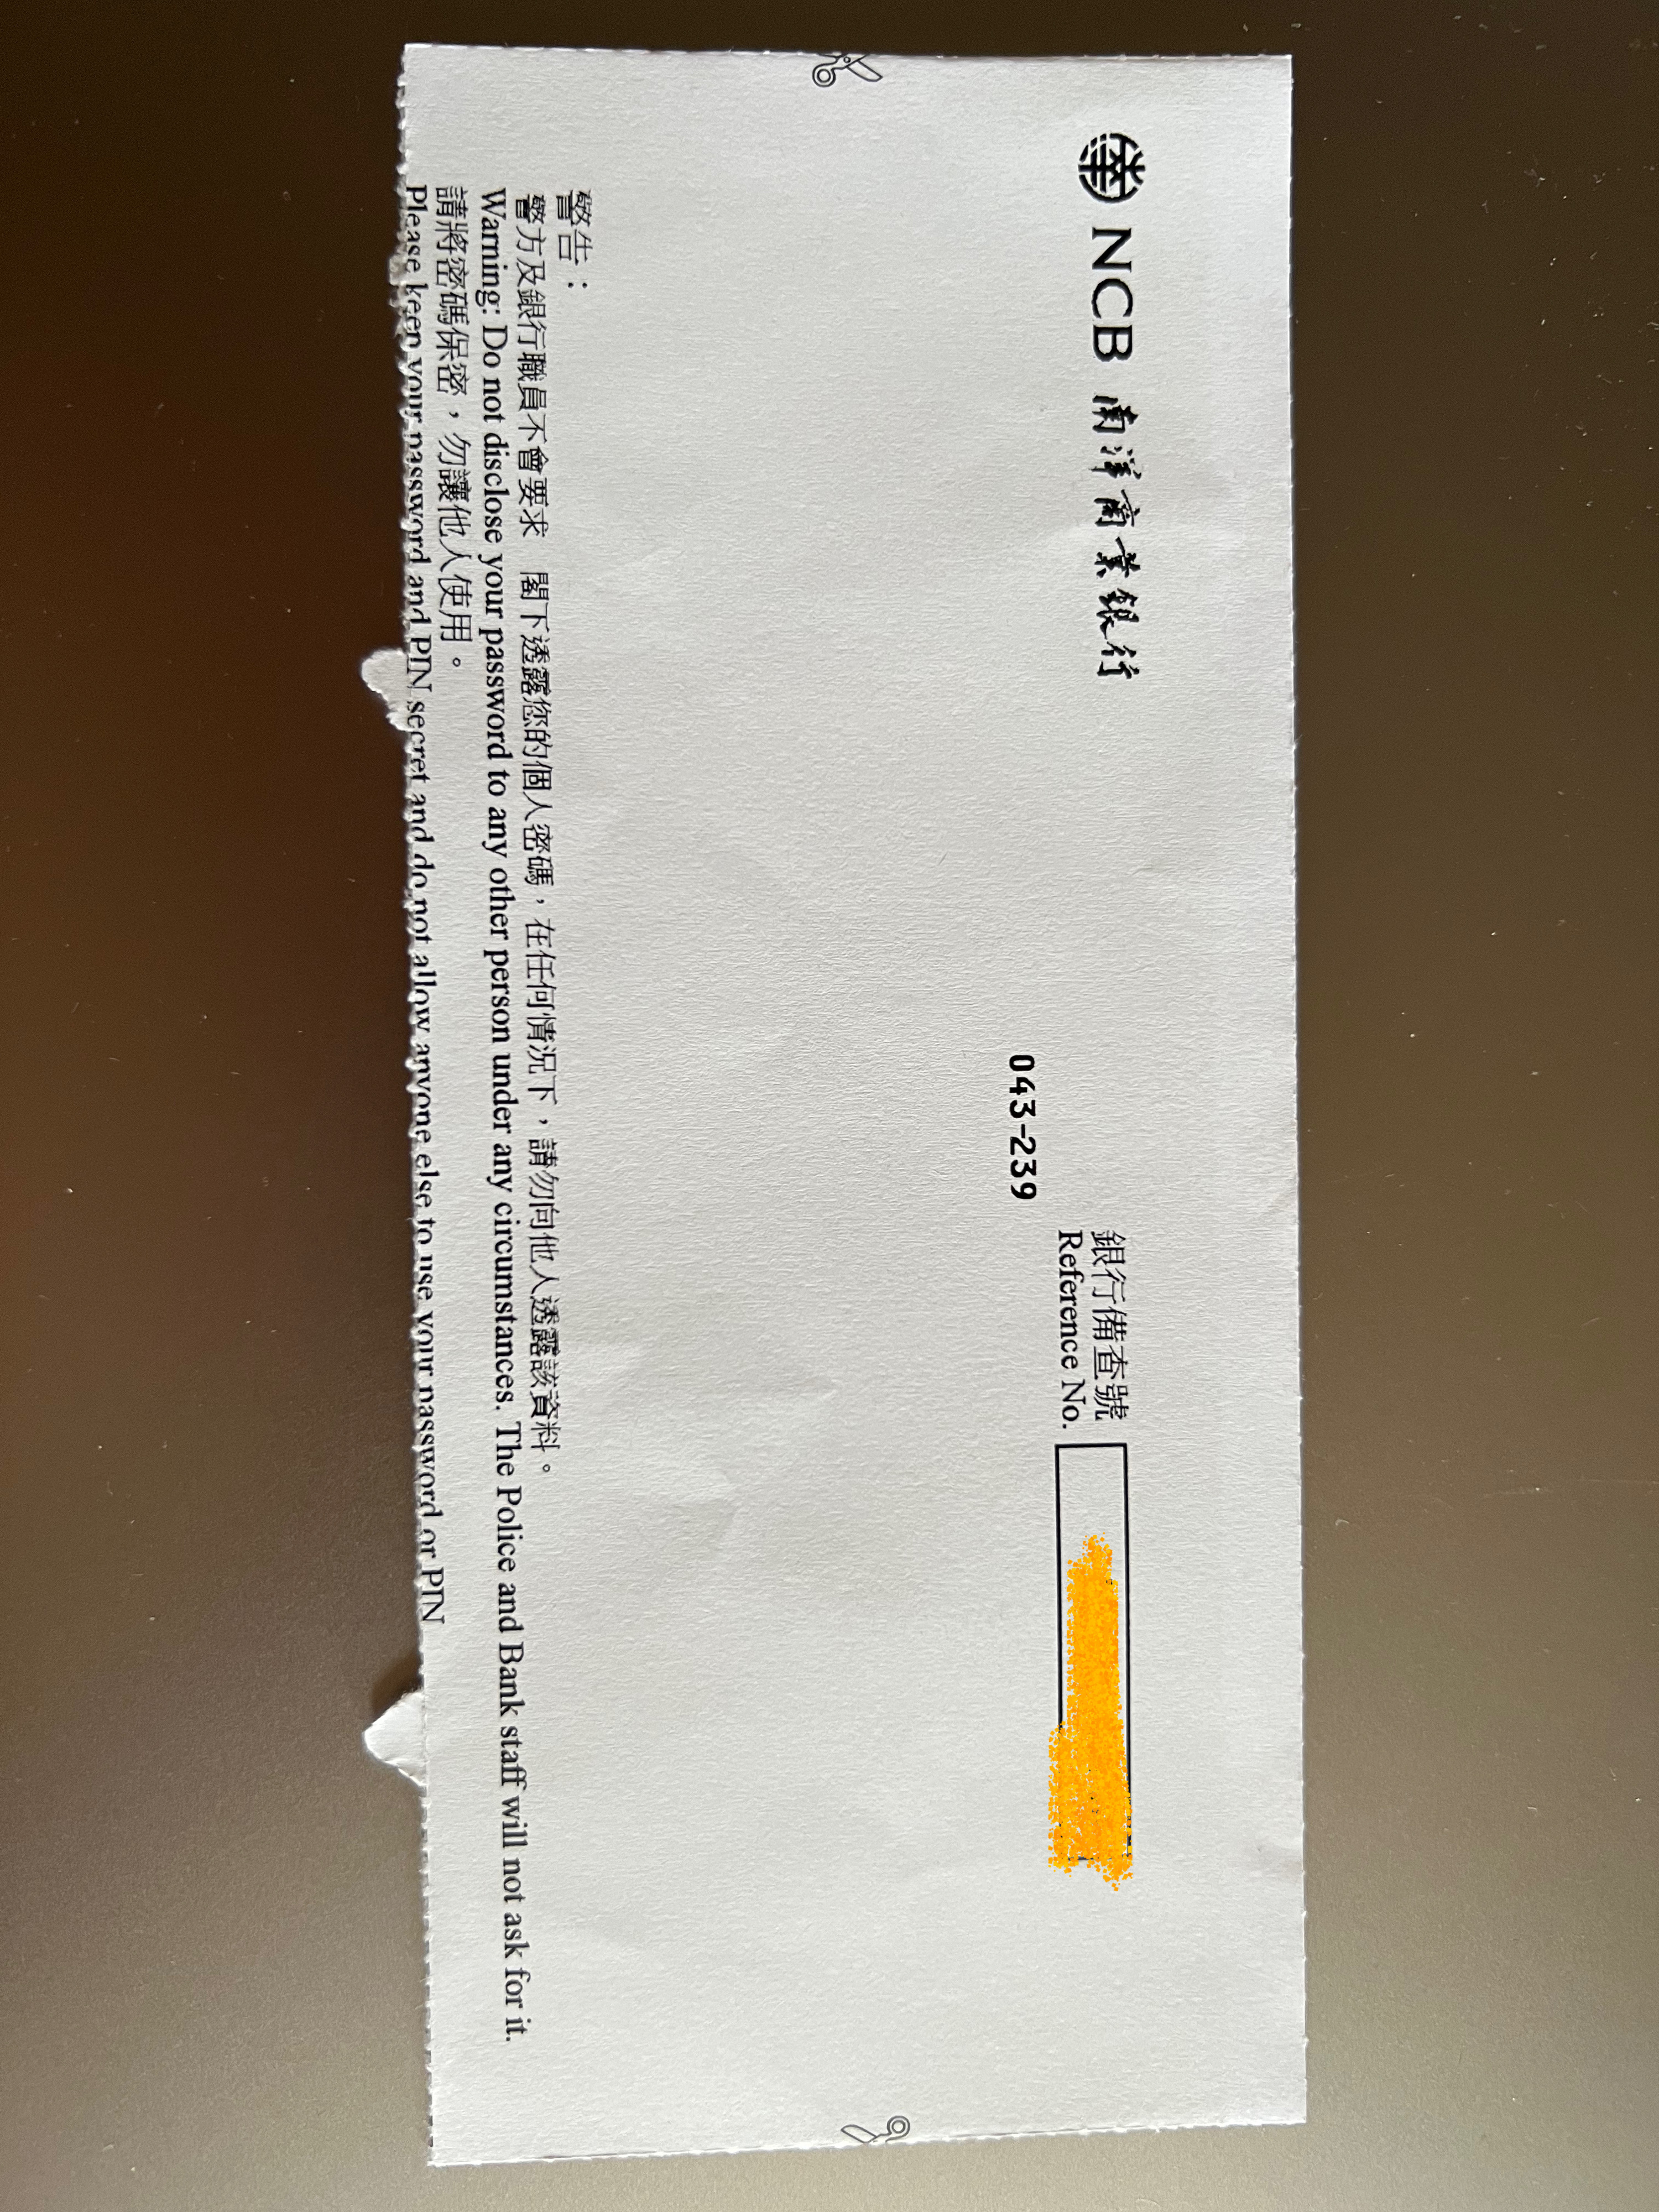 NCB 南洋商業銀行
銀行備查號
Reference No.
043-239
警告：
警方及銀行職員不會要求　閣下透露您的個人密碼，在任何情況下，請勿向他人透露該資料。
Warning: Do not disclose your password to any other person under any circumstances. The Police and Bank staff will not ask for it.
請將密碼保密，勿讓他人使用。
Please keep your password and PIN secret and do not allow anyone else to use your password or PIN